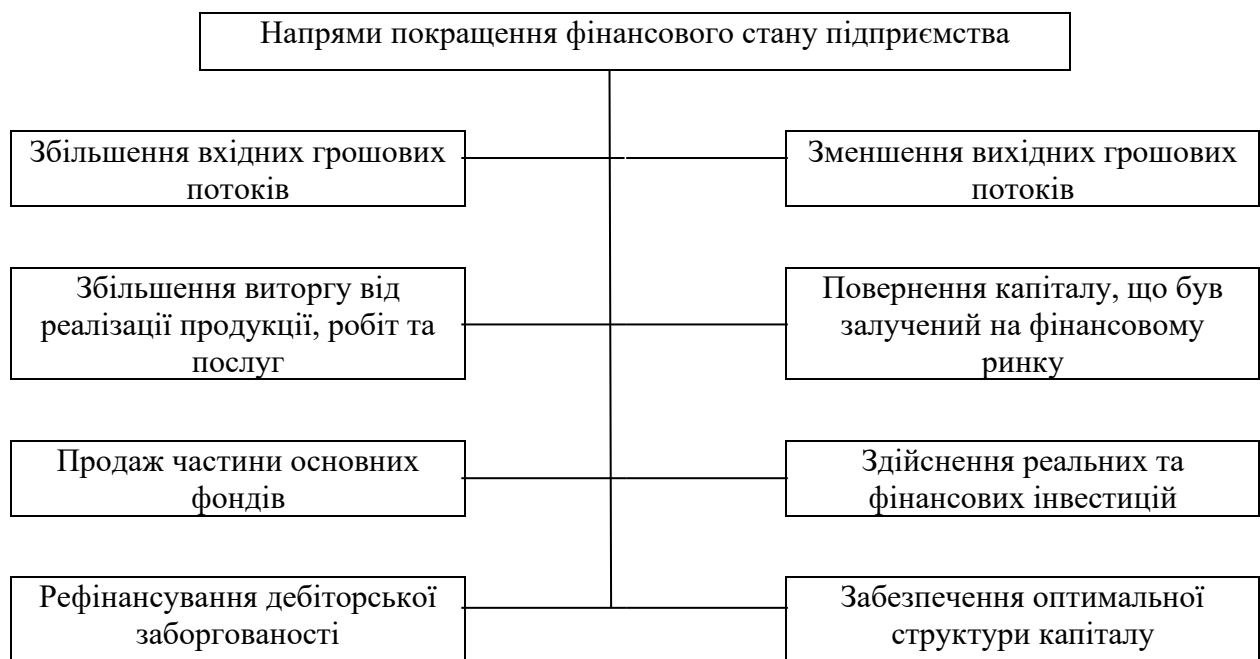 Напрями покращення фінансового стану підприємства
Збільшення вхідних грошових
потоків
Зменшення вихідних грошових
потоків
Збільшення виторгу від
реалізації продукції, робіт та
послуг
Повернення капіталу, що був
залучений на фінансовому
ринку
Продаж частини основних
фондів
Здійснення реальних та
фінансових інвестицій
Рефінансування дебіторської
заборгованості
Забезпечення оптимальної
структури капіталу